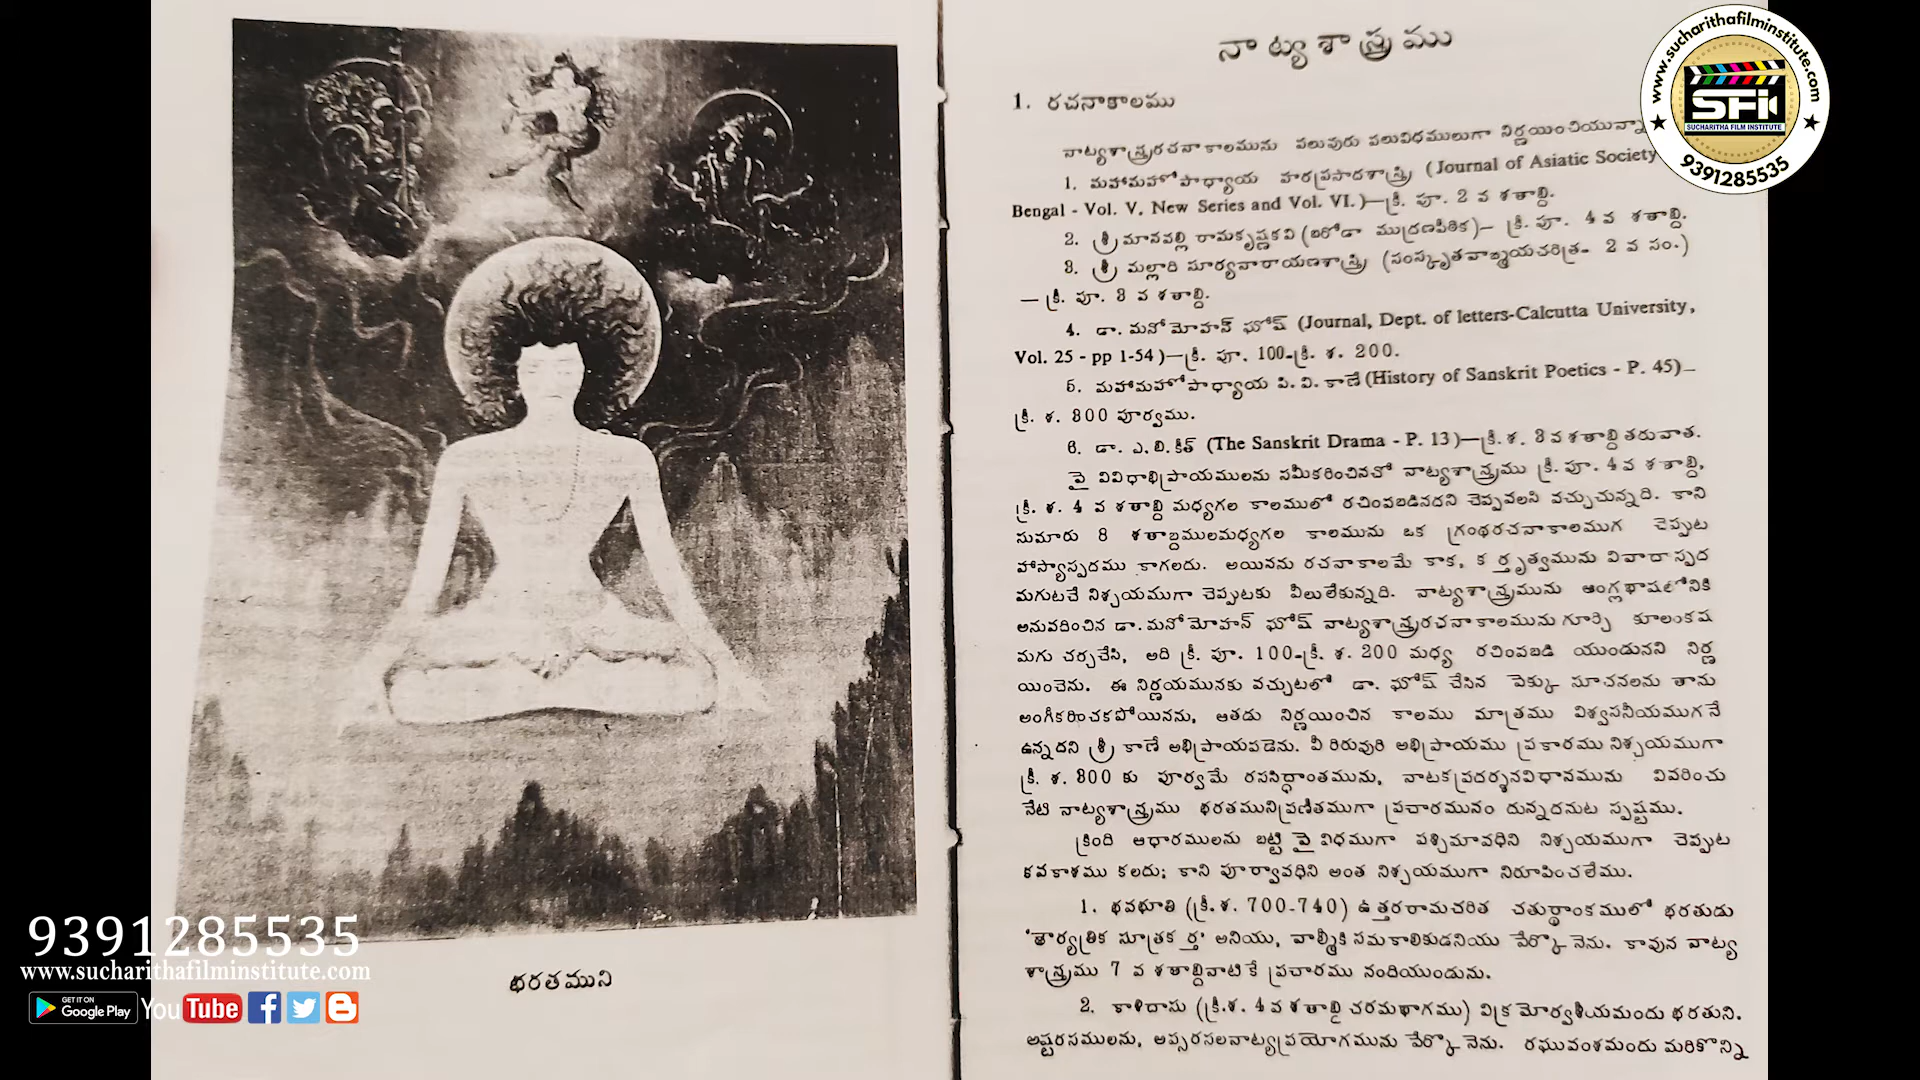 భరతముని
నాట్యశాస్త్రము
1. రచనాకాలము
నాట్యశాస్త్రరచనాకాలమును పలువురు పలువిధములుగా నిర్ణయించియున్నా
1. మహామహోపాధ్యాయ హరప్రసాదశాస్త్రి (Journal of Asiatic Society
Bengal - Vol. V. New Series and Vol. VI.)—క్రీ. పూ. 2 వ శతాబ్ది.
2. శ్రీ మానవల్లి రామకృష్ణకవి (బరోడా ముద్రణపీఠిక)— క్రీ. పూ. 4 వ శతాబ్ది.
3. శ్రీ మల్లాది సూర్యనారాయణశాస్త్రి (సంస్కృతవాఙ్మయచరిత్ర- 2 వ సం.)
— క్రీ. పూ. 3 వ శతాబ్ది.
4. డా. మనోమోహన్ ఘోష్ (Journal, Dept. of letters-Calcutta University,
Vol. 25 - pp 1-54)—క్రీ. పూ. 100-క్రీ. శ. 200.
5. మహామహోపాధ్యాయ పి. వి. కాణే (History of Sanskrit Poetics - P. 45)—
క్రీ. శ. 300 పూర్వము.
6. డా. ఎ. బి. కీత్ (The Sanskrit Drama - P. 13)—క్రీ. శ. 3 వ శతాబ్ది తరువాత.
పై వివిధాభిప్రాయములను సమీకరించినచో నాట్యశాస్త్రము క్రీ. పూ. 4 వ శతాబ్ది,
క్రీ. శ. 4 వ శతాబ్ది మధ్యగల కాలములో రచింపబడినదని చెప్పవలసి వచ్చుచున్నది. కాని
సుమారు 8 శతాబ్దములమధ్యగల కాలమును ఒక గ్రంథరచనాకాలముగ చెప్పుట
హాస్యాస్పదము కాగలదు. అయినను రచనాకాలమే కాక, కర్తృత్వమును వివాదాస్పద
మగుటచే నిశ్చయముగా చెప్పుటకు వీలులేకున్నది. నాట్యశాస్త్రమును ఆంగ్లభాషలోనికి
అనువదించిన డా. మనోమోహన్ ఘోష్ నాట్యశాస్త్రరచనాకాలమును గూర్చి కూలంకష
మగు చర్చచేసి, అది క్రీ. పూ. 100-క్రీ. శ. 200 మధ్య రచింపబడి యుండునని నిర్ణ
యించెను. ఈ నిర్ణయమునకు వచ్చుటలో డా. ఘోష్ చేసిన పెక్కు సూచనలను తాను
అంగీకరించకపోయినను, ఆతడు నిర్ణయించిన కాలము మాత్రము విశ్వసనీయముగనే
ఉన్నదని శ్రీ కాణే అభిప్రాయపడెను. వీరిరువురి అభిప్రాయము ప్రకారము నిశ్చయముగా
క్రీ. శ. 300 కు పూర్వమే రససిద్ధాంతమును, నాటకప్రదర్శనవిధానమును వివరించు
నేటి నాట్యశాస్త్రము భరతమునిప్రణీతముగా ప్రచారమునం దున్నదనుట స్పష్టము.
క్రింది ఆధారములను బట్టి పై విధముగా పశ్చిమావధిని నిశ్చయముగా చెప్పుట
కవకాశము కలదు; కాని పూర్వావధిని అంత నిశ్చయముగా నిరూపించలేము.
1. భవభూతి (క్రీ. శ. 700-740) ఉత్తరరామచరిత చతుర్థాంకములో భరతుడు
'తౌర్యత్రిక సూత్రకర్త' అనియు, వాల్మీకి సమకాలికుడనియు పేర్కొనెను. కావున నాట్య
శాస్త్రము 7 వ శతాబ్దినాటికే ప్రచారము నందియుండును.
2. కాళిదాసు (క్రీ. శ. 4 వ శతాబ్ది చరమభాగము) విక్రమోర్వశీయమందు భరతుని.
అష్టరసములను, అప్సరసలనాట్యప్రయోగమును పేర్కొనెను. రఘువంశమందు మరికొన్ని
www.sucharithafilminstitute.com
SFI
SUCHARITHA FILM INSTITUTE
9391285535
9391285535
www.sucharithafilminstitute.com
GET IT ON
Google Play
YouTube